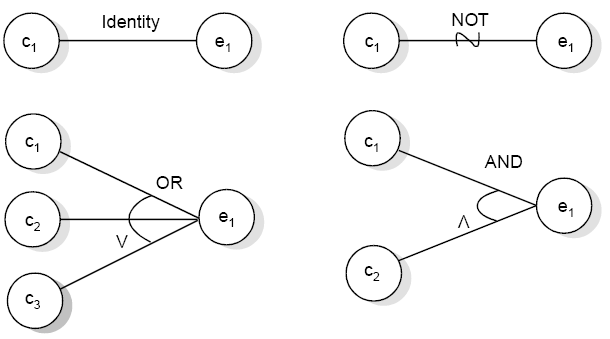 Identity
c1 e1
NOT
c1 e1
c1
OR
c2 e1
V
c3
c1
AND
e1
Λ
c2